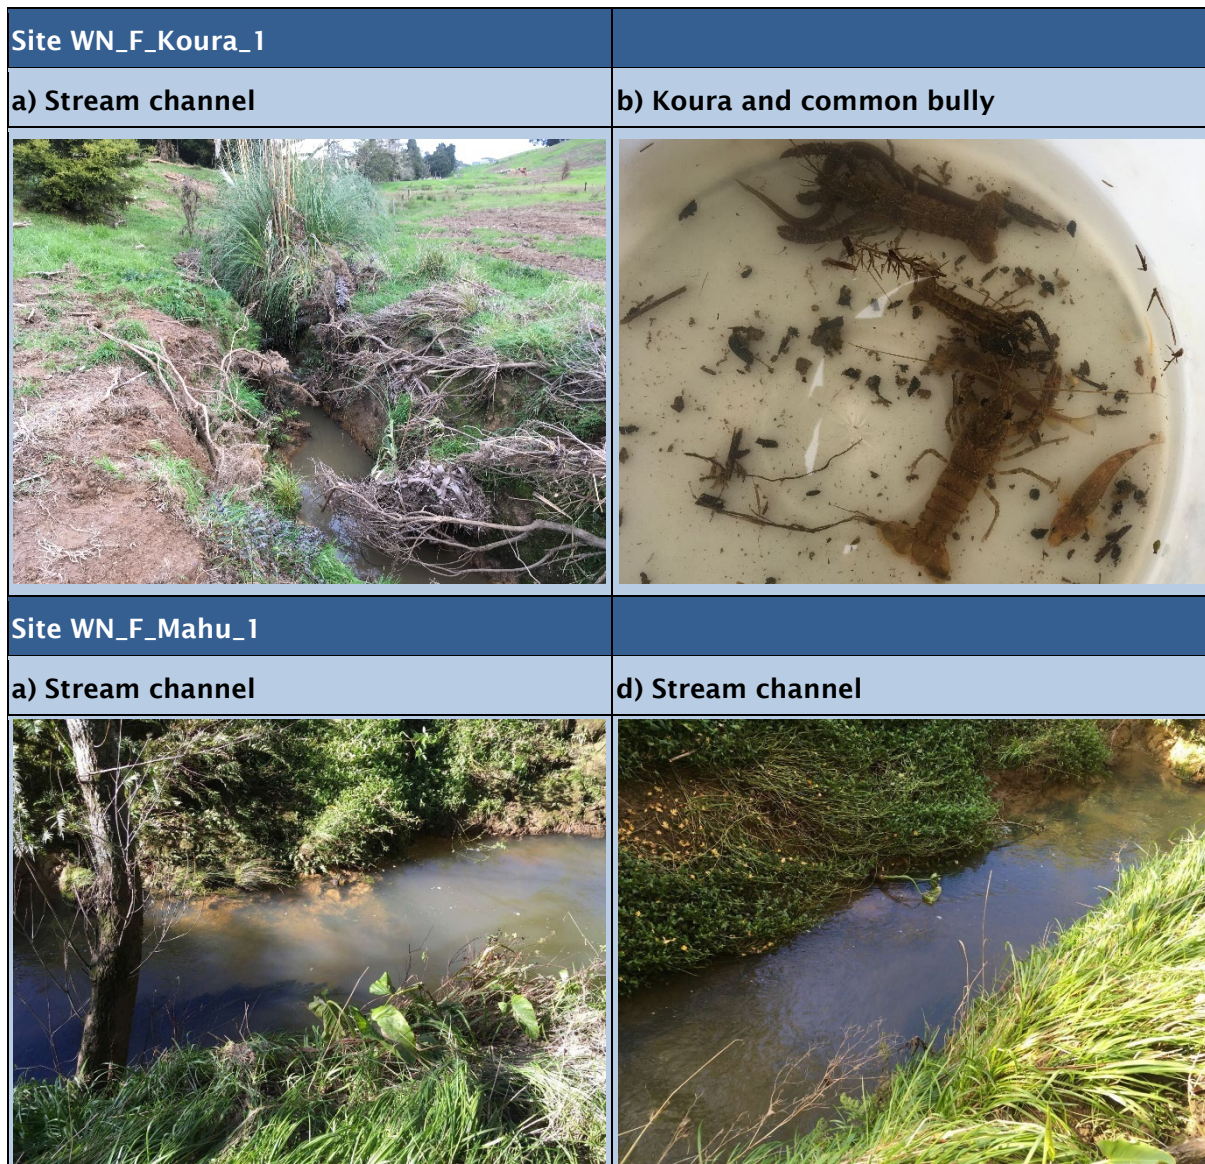 Site WN_F_Koura_1
a) Stream channel
b) Koura and common bully
Site WN_F_Mahu_1
a) Stream channel
d) Stream channel